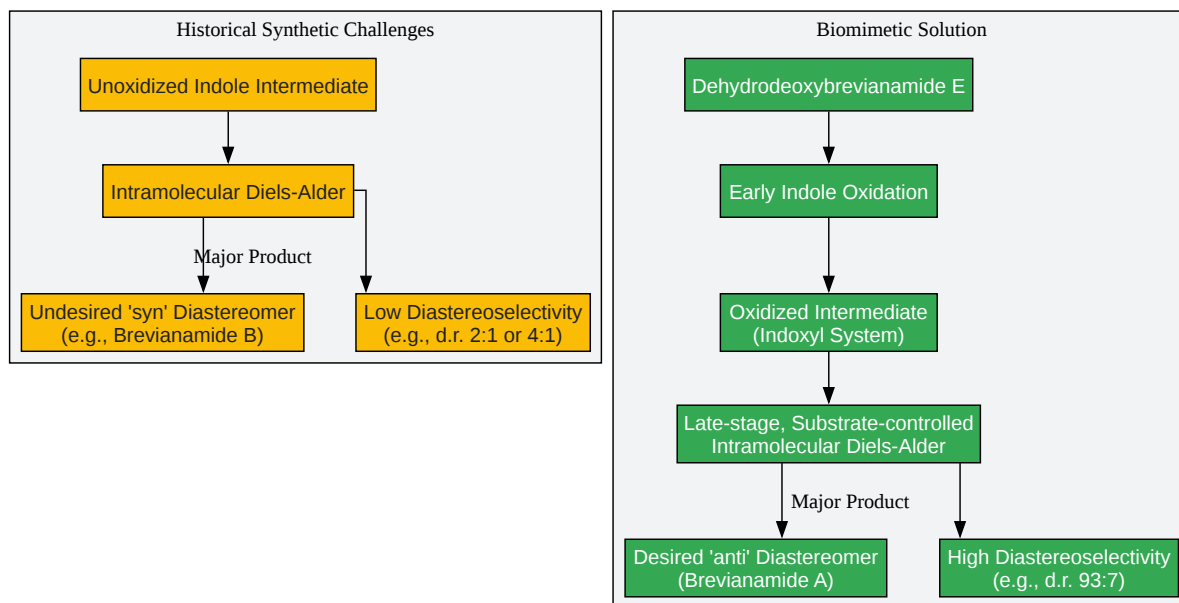 Historical Synthetic Challenges
Unoxidized Indole Intermediate
Intramolecular Diels-Alder
Major Product
Undesired 'syn' Diastereomer
(e.g., Brevianamide B)
Low Diastereoselectivity
(e.g., d.r. 2:1 or 4:1)
Biomimetic Solution
Dehydrodeoxybrevianamide E
Early Indole Oxidation
Oxidized Intermediate
(Indoxyl System)
Late-stage, Substrate-controlled
Intramolecular Diels-Alder
Major Product
Desired 'anti' Diastereomer
(Brevianamide A)
High Diastereoselectivity
(e.g., d.r. 93:7)